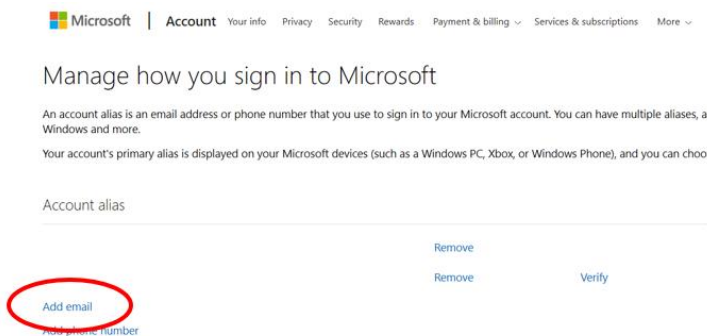 Microsoft | Account Your info Privacy Security Rewards Payment & billing Services & subscriptions More
Manage how you sign in to Microsoft
An account alias is an email address or phone number that you use to sign in to your Microsoft account. You can have multiple aliases, a
Windows and more.
Your account's primary alias is displayed on your Microsoft devices (such as a Windows PC, Xbox, or Windows Phone), and you can choo
Account alias
Remove
Remove Verify
Add email
Add phone number